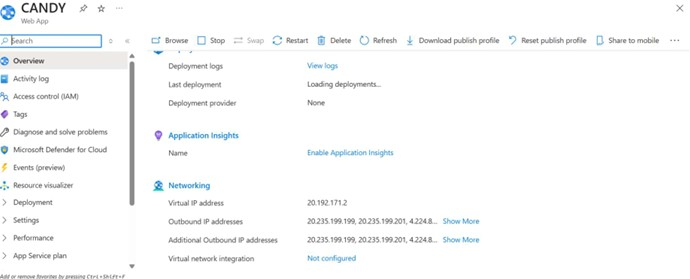 CANDY
Web App
Search
Browse Stop Swap Restart Delete Refresh Download publish profile Reset publish profile Share to mobile
Overview
Activity log
Access control (IAM)
Tags
Diagnose and solve problems
Microsoft Defender for Cloud
Events (preview)
Resource visualizer
Deployment
Settings
Performance
App Service plan
Add or remove favorites by pressing Ctrl+Shift+F
Deployment logs View logs
Last deployment Loading deployments...
Deployment provider None
Application Insights
Name Enable Application Insights
Networking
Virtual IP address 20.192.171.2
Outbound IP addresses 20.235.199.199, 20.235.199.201, 4.224.8... Show More
Additional Outbound IP addresses 20.235.199.199, 20.235.199.201, 4.224.8... Show More
Virtual network integration Not configured